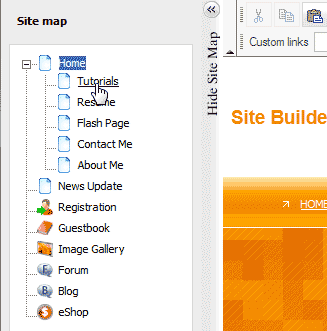 Site map
Home
Tutorials
Resume
Flash Page
Contact Me
About Me
News Update
Registration
Guestbook
Image Gallery
Forum
Blog
eShop
Hide Site Map
Custom links
Site Builde
HOME